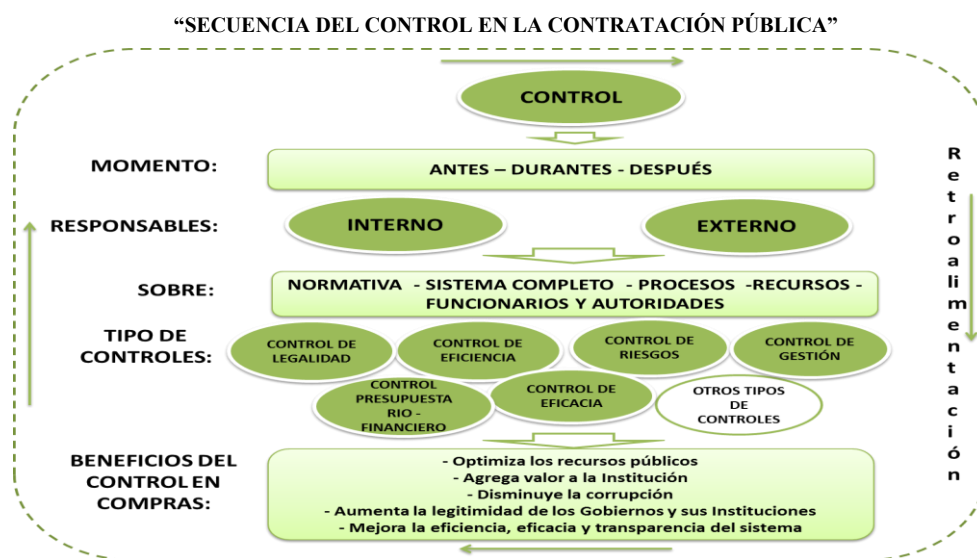 “SECUENCIA DEL CONTROL EN LA CONTRATACIÓN PÚBLICA”
CONTROL
MOMENTO:
ANTES – DURANTES - DESPUÉS
RESPONSABLES:
INTERNO
EXTERNO
SOBRE:
NORMATIVA - SISTEMA COMPLETO - PROCESOS -RECURSOS -
FUNCIONARIOS Y AUTORIDADES
TIPO DE
CONTROLES:
CONTROL DE
LEGALIDAD
CONTROL DE
EFICIENCIA
CONTROL DE
RIESGOS
CONTROL DE
GESTIÓN
CONTROL
PRESUPUESTA
RIO -
FINANCIERO
CONTROL DE
EFICACIA
OTROS TIPOS
DE
CONTROLES
BENEFICIOS DEL
CONTROL EN
COMPRAS:
- Optimiza los recursos públicos
- Agrega valor a la Institución
- Disminuye la corrupción
- Aumenta la legitimidad de los Gobiernos y sus Instituciones
- Mejora la eficiencia, eficacia y transparencia del sistema
Retroalimentación